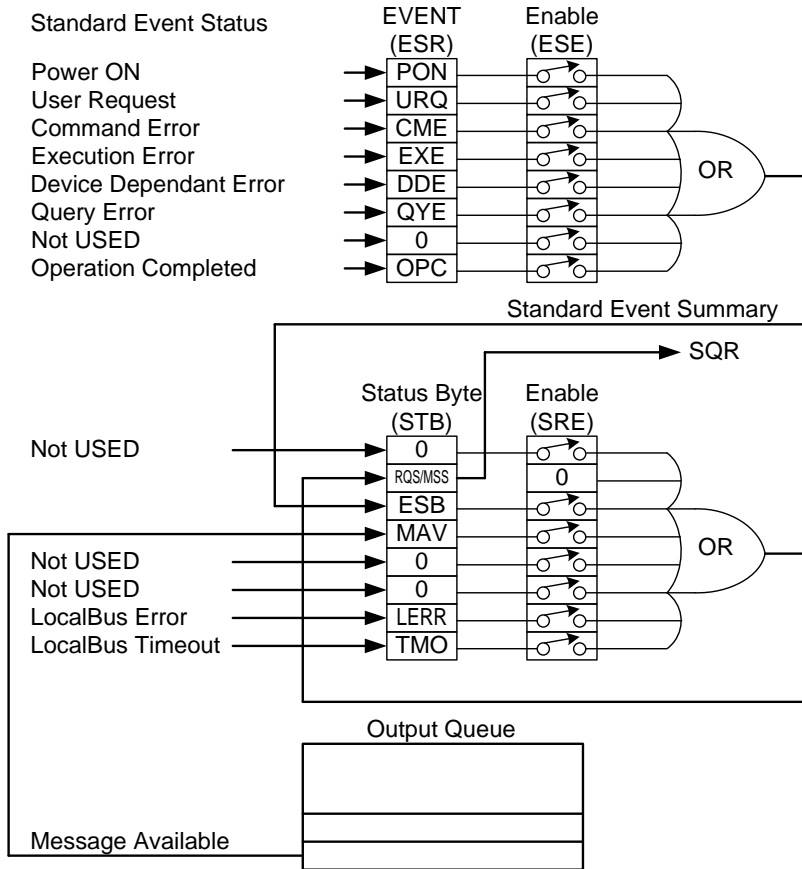 Standard Event Status EVENT Enable
(ESR) (ESE)
Power ON PON
User Request URQ
Command Error CME
Execution Error EXE
Device Dependant Error DDE OR
Query Error QYE
Not USED 0
Operation Completed OPC
Standard Event Summary
SQR
Status Byte Enable
(STB) (SRE)
Not USED 0
RQS/MSS 0
ESB
MAV OR
Not USED 0
Not USED 0
LocalBus Error LERR
LocalBus Timeout TMO
Output Queue
Message Available